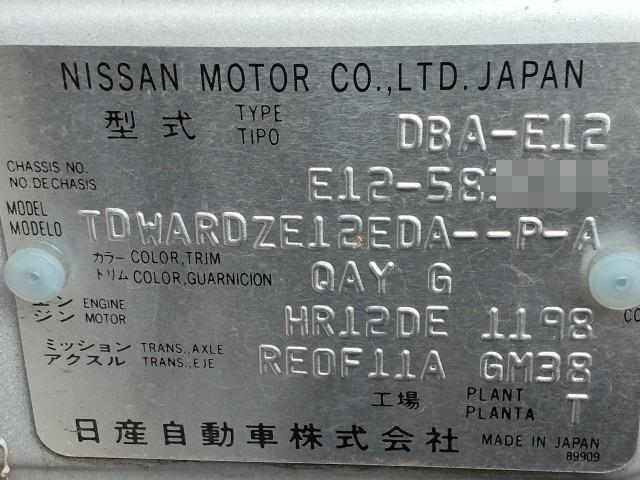 NISSAN MOTOR CO.,LTD. JAPAN
型式 TYPE TIPO DBA-E12
CHASSIS NO. NO.DECHASIS E12-58
MODEL MODELO TDWARDZE12EDA--P-A
カラー COLOR,TRIM
トリム COLOR,GUARNICION QAY G
エン ENGINE
ジン MOTOR HR12DE 1198
ミッション TRANS.,AXLE
アクスル TRANS.,EJE RE0F11A GM38
工場 PLANT PLANTA T
日産自動車株式会社 MADE IN JAPAN
89909